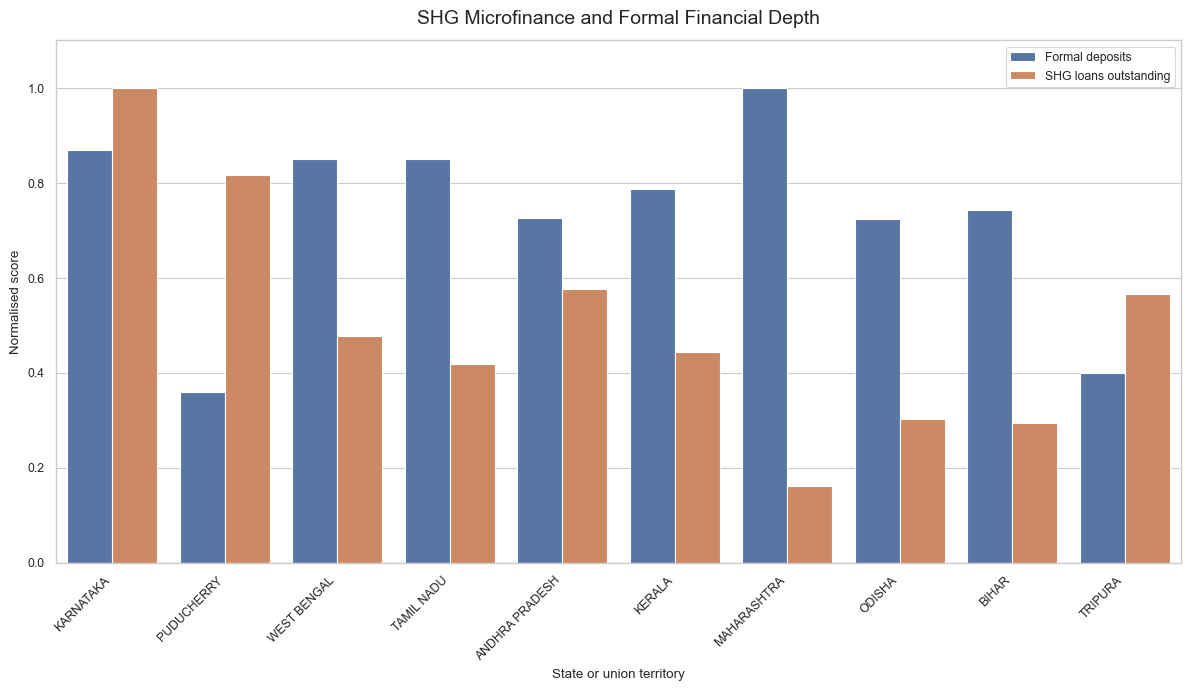 SHG Microfinance and Formal Financial Depth
Formal deposits
SHG loans outstanding
Normalised score
1.0
0.8
0.6
0.4
0.2
0.0
KARNATAKA
PUDUCHERRY
WEST BENGAL
TAMIL NADU
ANDHRA PRADESH
KERALA
MAHARASHTRA
ODISHA
BIHAR
TRIPURA
State or union territory